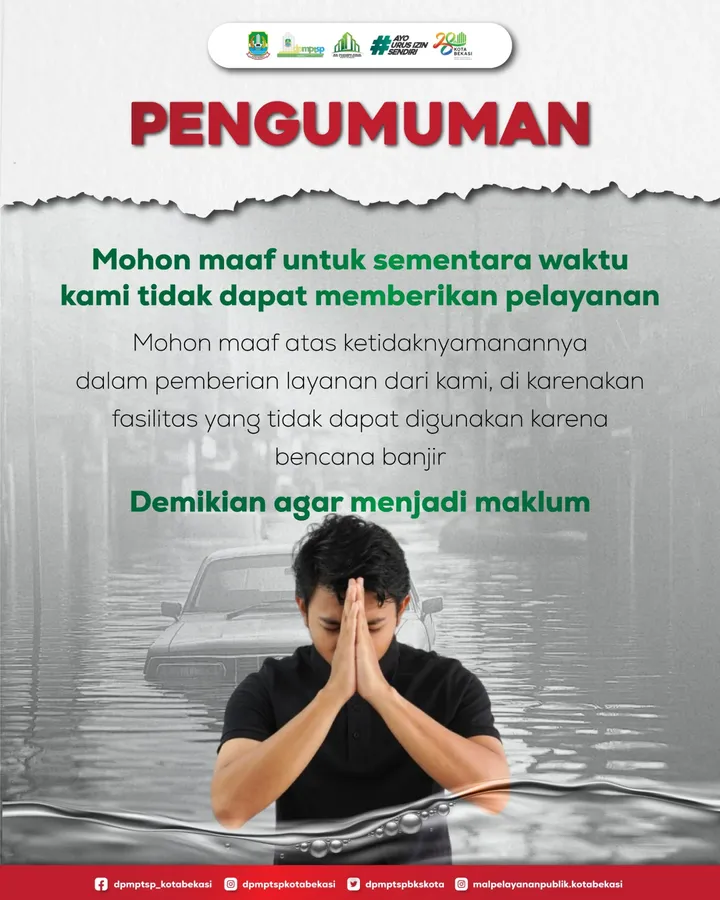 dpmptsp
#AYO
URUS IZIN
SENDIRI
28
KOTA
BEKASI
PENGUMUMAN
Mohon maaf untuk sementara waktu
kami tidak dapat memberikan pelayanan
Mohon maaf atas ketidaknyamanannya
dalam pemberian layanan dari kami, di karenakan
fasilitas yang tidak dapat digunakan karena
bencana banjir
Demikian agar menjadi maklum
dpmptsp_kotabekasi dpmptspkotabekasi dpmptspbkskota malpelayananpublik.kotabekasi